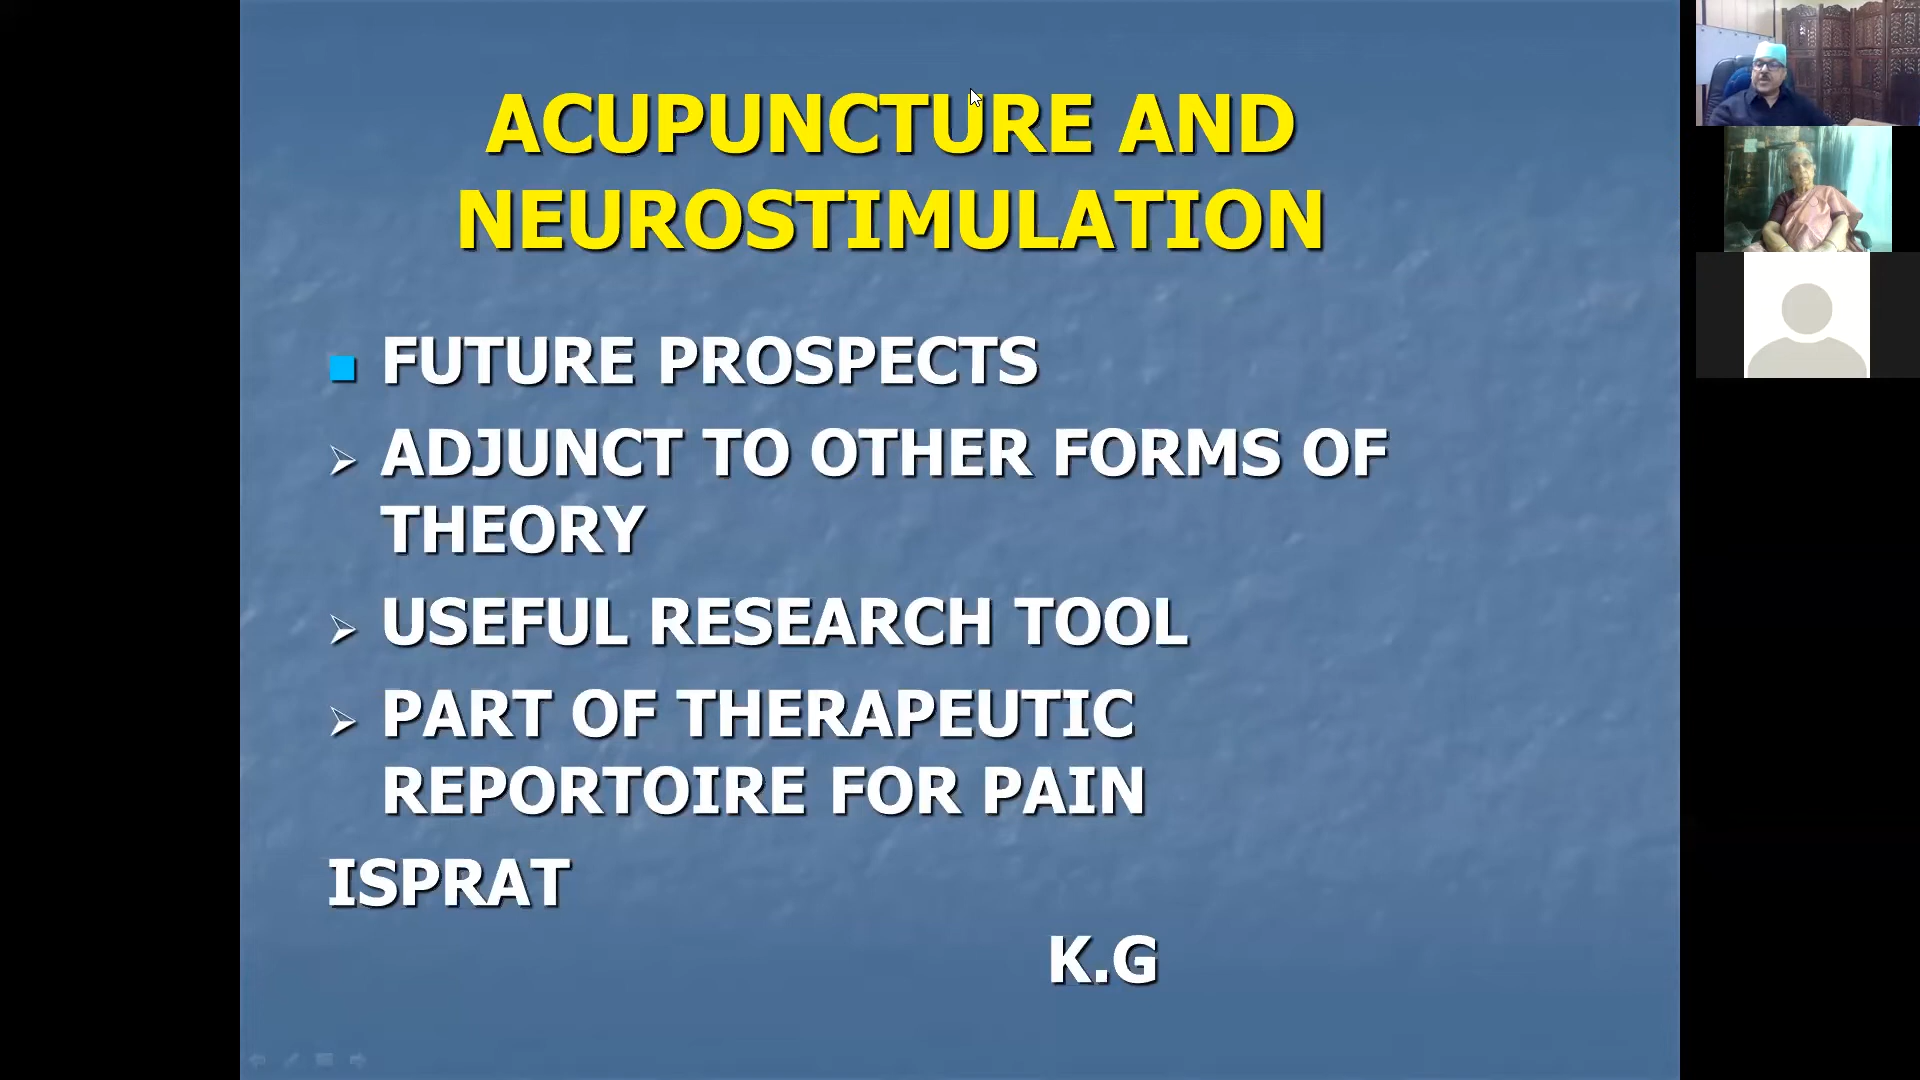 ACUPUNCTURE AND
NEUROSTIMULATION
FUTURE PROSPECTS
ADJUNCT TO OTHER FORMS OF
THEORY
USEFUL RESEARCH TOOL
PART OF THERAPEUTIC
REPORTOIRE FOR PAIN
ISPRAT
K.G